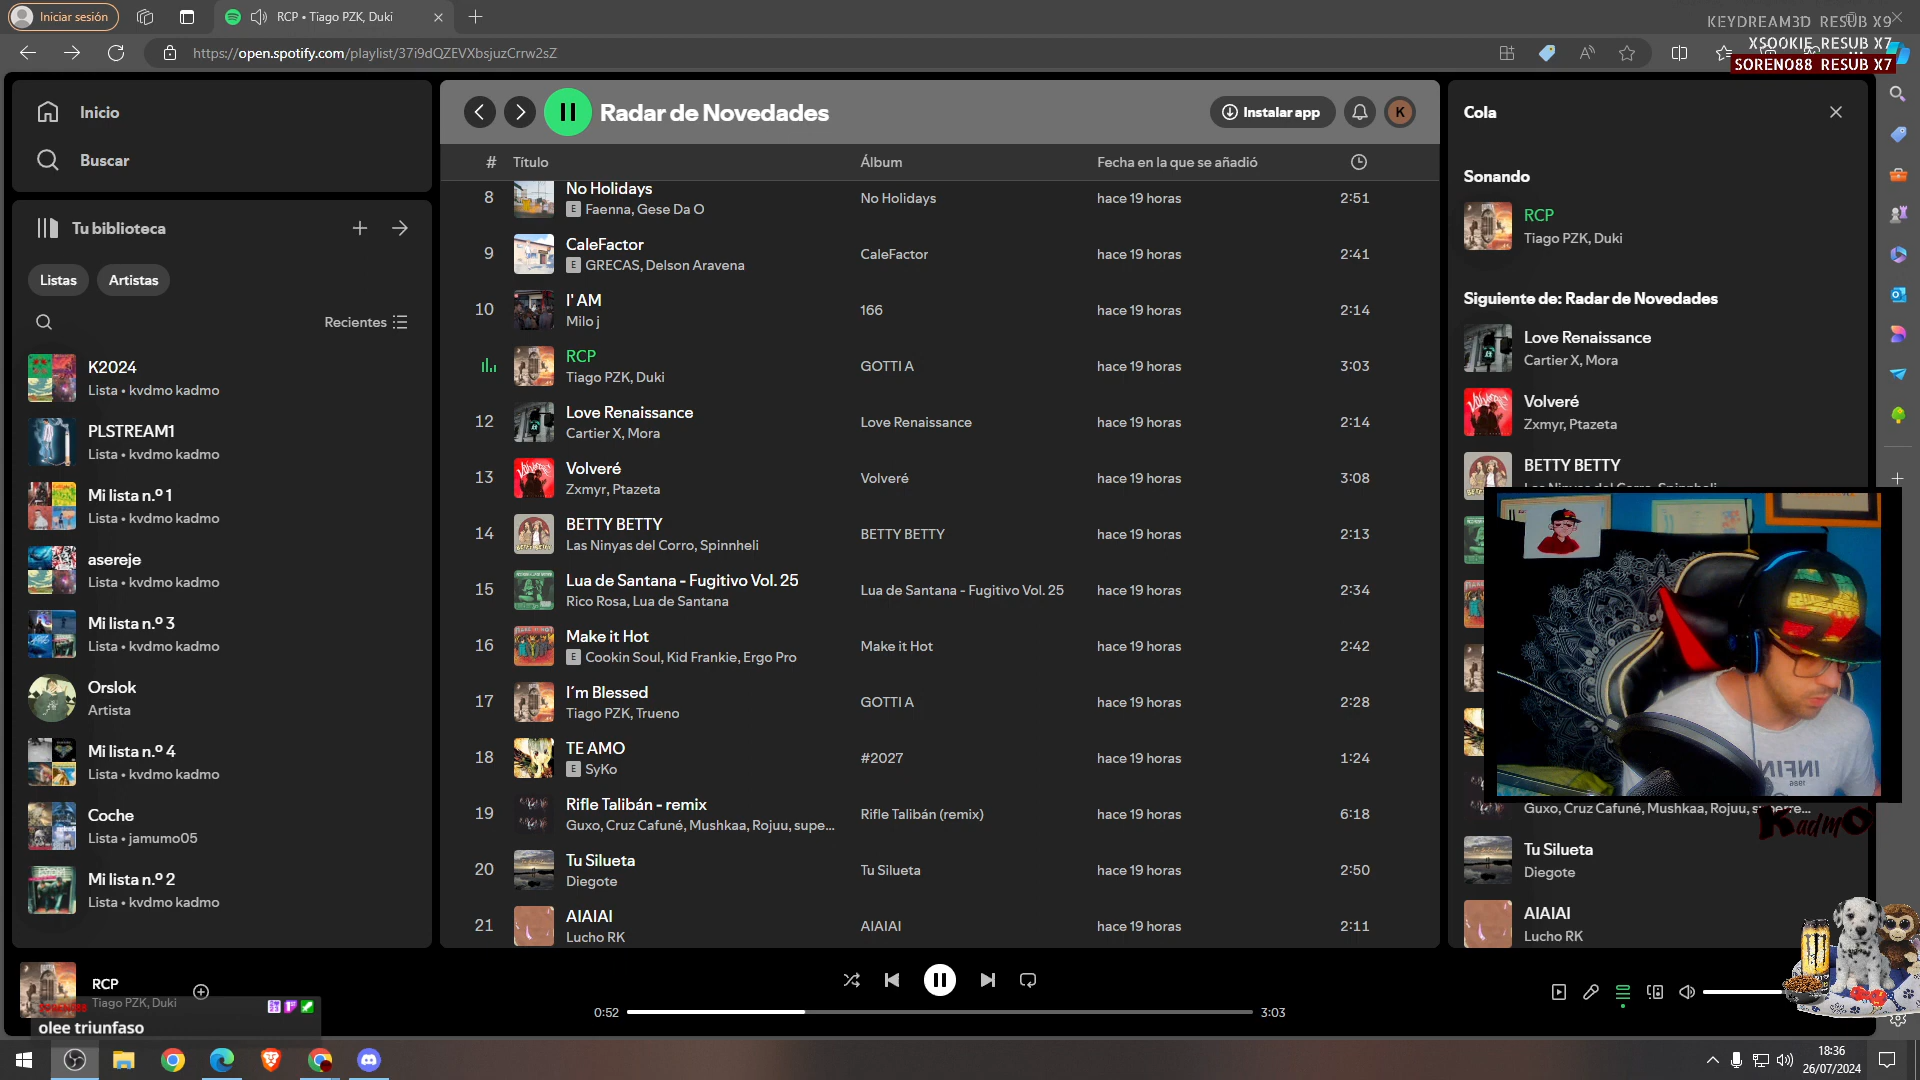 Iniciar sesión
RCP • Tiago PZK, Duki
https://open.spotify.com/playlist/37i9dQZEVXbsjuzCrrw2sZ
KEYDREAM3D RESUB X9
XSOOKIE RESUB X7
SOREN088 RESUB X7
Inicio
Buscar
Tu biblioteca
Listas
Artistas
Recientes
K2024
Lista • kvdmo kadmo
PLSTREAM1
Lista • kvdmo kadmo
Mi lista n.º 1
Lista • kvdmo kadmo
asereje
Lista • kvdmo kadmo
Mi lista n.º 3
Lista • kvdmo kadmo
Orslok
Artista
Mi lista n.º 4
Lista • kvdmo kadmo
Coche
Lista • jamumo05
Mi lista n.º 2
Lista • kvdmo kadmo
Radar de Novedades
Instalar app
K
# Título Álbum Fecha en la que se añadió
8 No Holidays No Holidays hace 19 horas 2:51
E Faenna, Gese Da O
9 CaleFactor CaleFactor hace 19 horas 2:41
E GRECAS, Delson Aravena
10 I' AM 166 hace 19 horas 2:14
Milo j
RCP GOTTI A hace 19 horas 3:03
Tiago PZK, Duki
12 Love Renaissance Love Renaissance hace 19 horas 2:14
Cartier X, Mora
13 Volveré Volveré hace 19 horas 3:08
Zxmyr, Ptazeta
14 BETTY BETTY BETTY BETTY hace 19 horas 2:13
Las Ninyas del Corro, Spinnheli
15 Lua de Santana - Fugitivo Vol. 25 Lua de Santana - Fugitivo Vol. 25 hace 19 horas 2:34
Rico Rosa, Lua de Santana
16 Make it Hot Make it Hot hace 19 horas 2:42
E Cookin Soul, Kid Frankie, Ergo Pro
17 I´m Blessed GOTTI A hace 19 horas 2:28
Tiago PZK, Trueno
18 TE AMO #2027 hace 19 horas 1:24
E SyKo
19 Rifle Talibán - remix Rifle Talibán (remix) hace 19 horas 6:18
Guxo, Cruz Cafuné, Mushkaa, Rojuu, supe...
20 Tu Silueta Tu Silueta hace 19 horas 2:50
Diegote
21 AIAIAI AIAIAI hace 19 horas 2:11
Lucho RK
Cola
Sonando
RCP
Tiago PZK, Duki
Siguiente de: Radar de Novedades
Love Renaissance
Cartier X, Mora
Volveré
Zxmyr, Ptazeta
BETTY BETTY
Las Ninyas del Corro, Spinnheli
Guxo, Cruz Cafuné, Mushkaa, Rojuu, superre...
KadmO
Tu Silueta
Diegote
AIAIAI
Lucho RK
RCP
Tiago PZK, Duki
olee triunfaso
0:52
3:03
18:36
26/07/2024